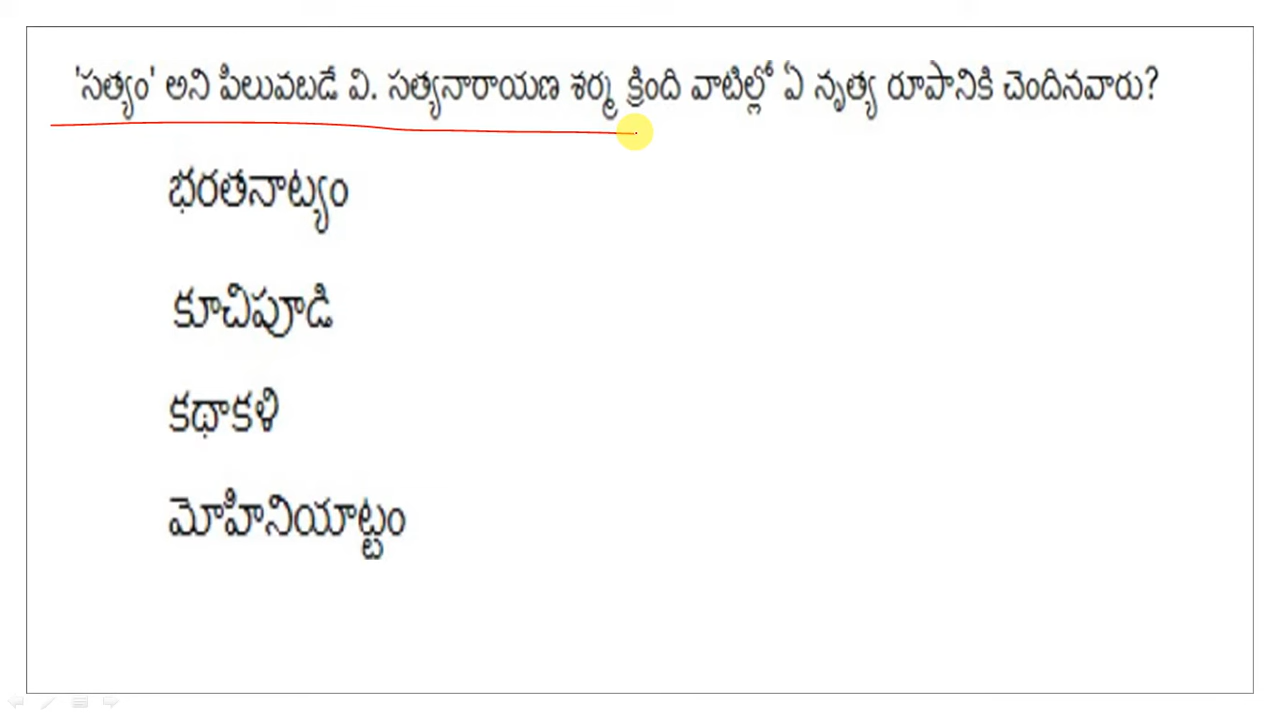 'సత్యం' అని పిలువబడే వి. సత్యనారాయణ శర్మ క్రింది వాటిల్లో ఏ నృత్య రూపానికి చెందినవారు?
భరతనాట్యం
కూచిపూడి
కథాకళి
మోహినియాట్టం